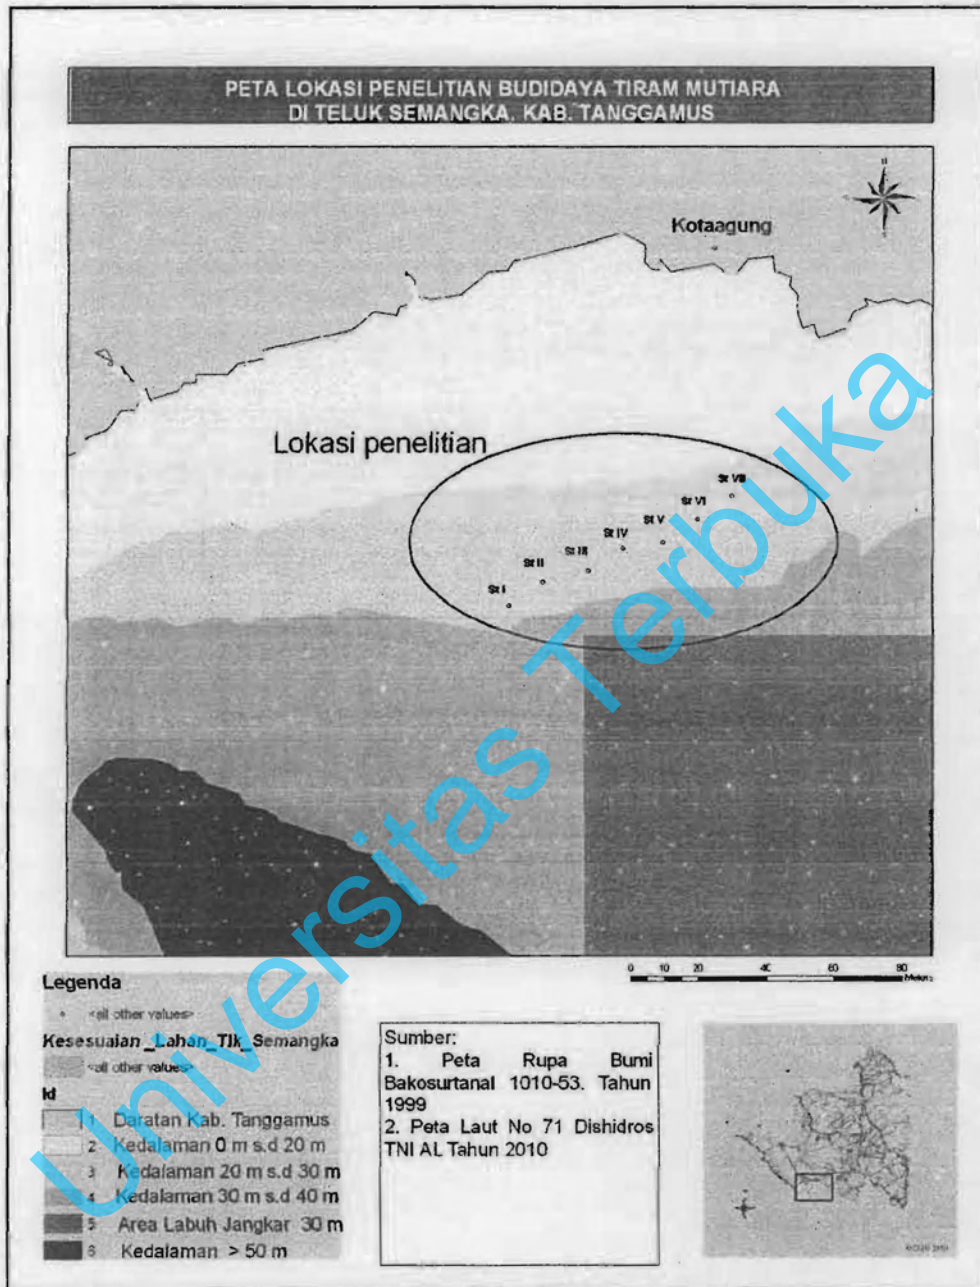 PETA LOKASI PENELITIAN BUDIDAYA TIRAM MUTIARA
DI TELUK SEMANGKA. KAB. TANGGAMUS
N
Kotaagung
Lokasi penelitian
St VII
St VI
St V
St IV
St III
St II
St I
Universitas Terbuka
0 10 20 40 60 80
Meters
Legenda
<all other values>
Kesesuaian_Lahan_Tlk_Semangka
<all other values>
Id
1 Daratan Kab. Tanggamus
2 Kedalaman 0 m s.d 20 m
3 Kedalaman 20 m s.d 30 m
4 Kedalaman 30 m s.d 40 m
5 Area Labuh Jangkar 30 m
6 Kedalaman > 50 m
Sumber:
1. Peta Rupa Bumi
Bakosurtanal 1010-53. Tahun
1999
2. Peta Laut No 71 Dishidros
TNI AL Tahun 2010